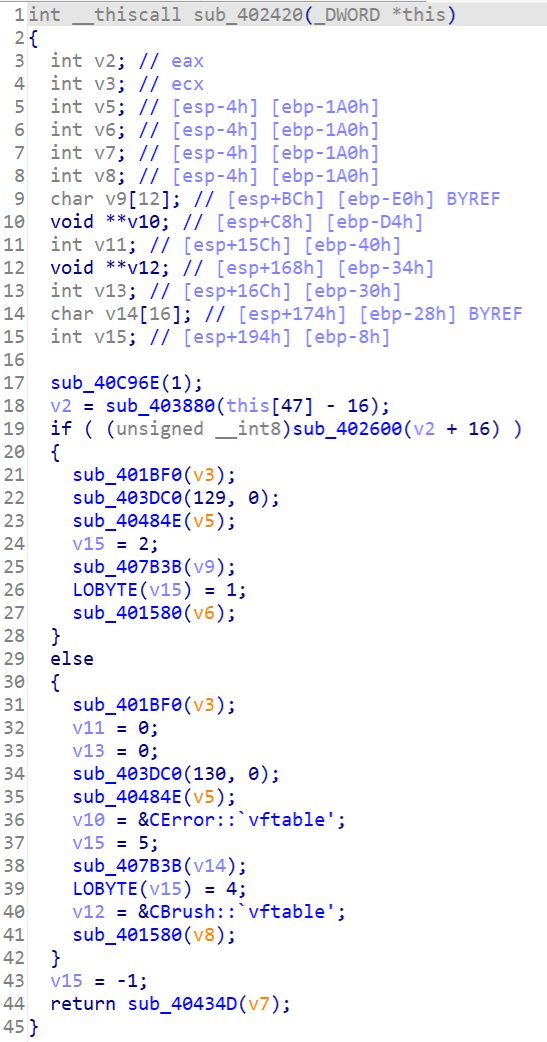 1 int __thiscall sub_402420(_DWORD *this)
2 {
3   int v2; // eax
4   int v3; // ecx
5   int v5; // [esp-4h] [ebp-1A0h]
6   int v6; // [esp-4h] [ebp-1A0h]
7   int v7; // [esp-4h] [ebp-1A0h]
8   int v8; // [esp-4h] [ebp-1A0h]
9   char v9[12]; // [esp+BCh] [ebp-E0h] BYREF
10   void **v10; // [esp+C8h] [ebp-D4h]
11   int v11; // [esp+15Ch] [ebp-40h]
12   void **v12; // [esp+168h] [ebp-34h]
13   int v13; // [esp+16Ch] [ebp-30h]
14   char v14[16]; // [esp+174h] [ebp-28h] BYREF
15   int v15; // [esp+194h] [ebp-8h]
16
17   sub_40C96E(1);
18   v2 = sub_403880(this[47] - 16);
19   if ( (unsigned __int8)sub_402600(v2 + 16) )
20   {
21     sub_401BF0(v3);
22     sub_403DC0(129, 0);
23     sub_40484E(v5);
24     v15 = 2;
25     sub_407B3B(v9);
26     LOBYTE(v15) = 1;
27     sub_401580(v6);
28   }
29   else
30   {
31     sub_401BF0(v3);
32     v11 = 0;
33     v13 = 0;
34     sub_403DC0(130, 0);
35     sub_40484E(v5);
36     v10 = &CError::`vftable';
37     v15 = 5;
38     sub_407B3B(v14);
39     LOBYTE(v15) = 4;
40     v12 = &CBrush::`vftable';
41     sub_401580(v8);
42   }
43   v15 = -1;
44   return sub_40434D(v7);
45 }